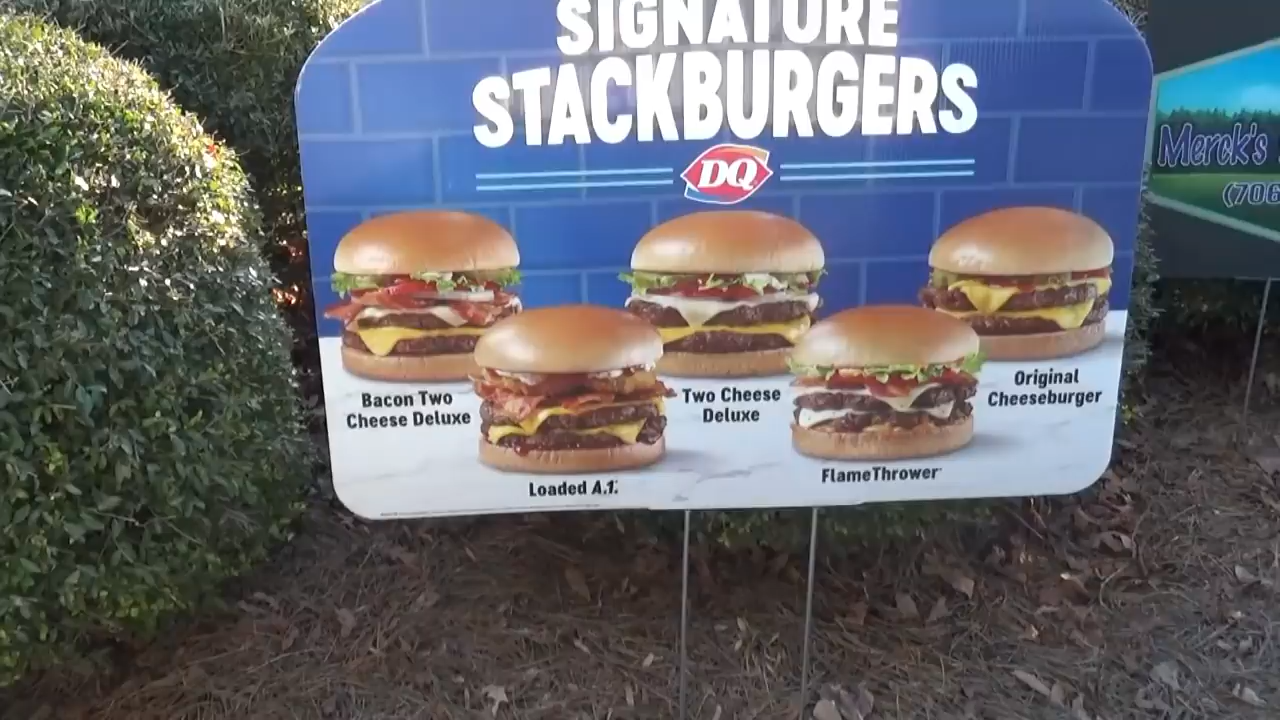 SIGNATURE
STACKBURGERS
DQ
Bacon Two
Cheese Deluxe
Two Cheese
Deluxe
Original
Cheeseburger
Loaded A.1.
FlameThrower
Merck's
(706